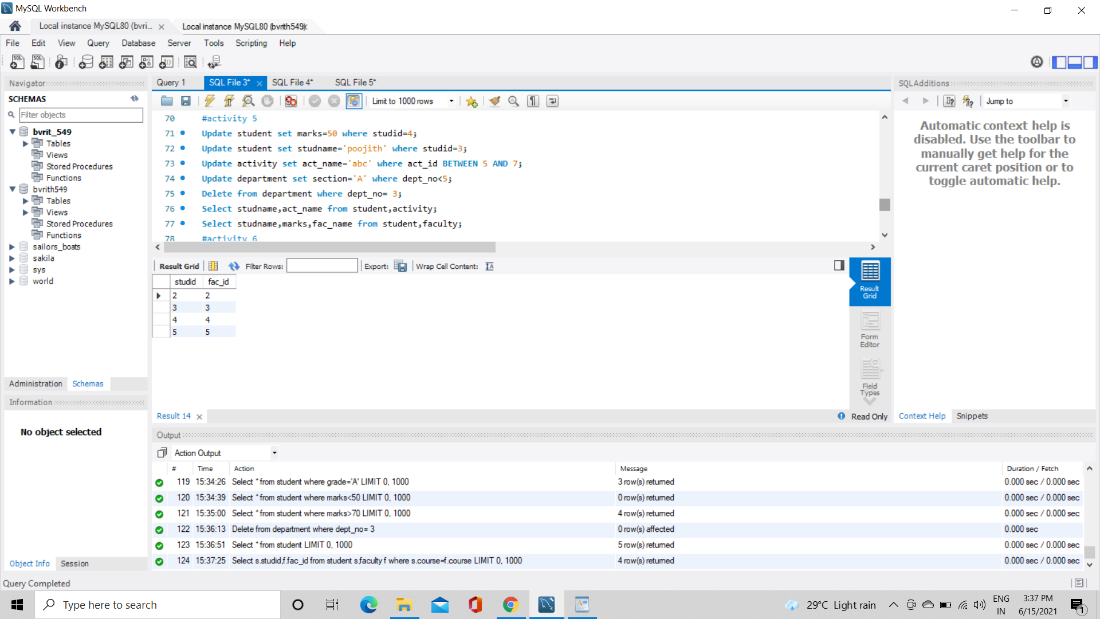 MySQL Workbench
Local instance MySQL80 (bvri... × Local instance MySQL80 (bvrith549)
File Edit View Query Database Server Tools Scripting Help
Navigator
SCHEMAS
Filter objects
bvrit_549
Tables
Views
Stored Procedures
Functions
bvrith549
Tables
Views
Stored Procedures
Functions
sailors_boats
sakila
sys
world
Administration Schemas
Information
No object selected
Object Info Session
Query 1 SQL File 3* × SQL File 4* SQL File 5*
Limit to 1000 rows
70 #activity 5
71 Update student set marks=50 where studid=4;
72 Update student set studname='poojith' where studid=3;
73 Update activity set act_name='abc' where act_id BETWEEN 5 AND 7;
74 Update department set section='A' where dept_no<5;
75 Delete from department where dept_no= 3;
76 Select studname,act_name from student,activity;
77 Select studname,marks,fac_name from student,faculty;
78 #activity 6
Result Grid Filter Rows: Export: Wrap Cell Content:
studid fac_id
2 2
3 3
4 4
5 5
Result Grid
Form Editor
Field Types
Result 14 × Read Only
SQLAdditions
Jump to
Automatic context help is
disabled. Use the toolbar to
manually get help for the
current caret position or to
toggle automatic help.
Context Help Snippets
Output
Action Output
# Time Action Message Duration / Fetch
119 15:34:26 Select * from student where grade='A' LIMIT 0, 1000 3 row(s) returned 0.000 sec / 0.000 sec
120 15:34:39 Select * from student where marks<50 LIMIT 0, 1000 0 row(s) returned 0.000 sec / 0.000 sec
121 15:35:00 Select * from student where marks>70 LIMIT 0, 1000 4 row(s) returned 0.000 sec / 0.000 sec
122 15:36:13 Delete from department where dept_no= 3 0 row(s) affected 0.000 sec
123 15:36:51 Select * from student LIMIT 0, 1000 5 row(s) returned 0.000 sec / 0.000 sec
124 15:37:25 Select s.studid,f.fac_id from student s,faculty f where s.course=f.course LIMIT 0, 1000 4 row(s) returned 0.000 sec / 0.000 sec
Query Completed
Type here to search
29°C Light rain
ENG
IN
3:37 PM
6/15/2021
1